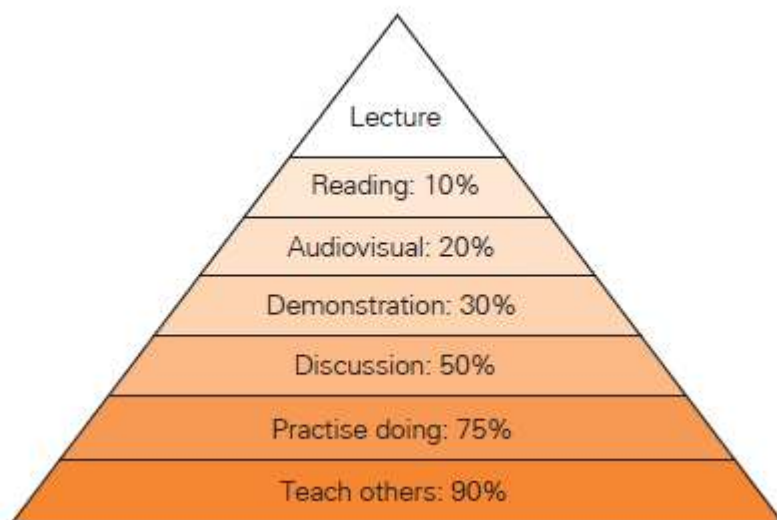 Lecture
Reading: 10%
Audiovisual: 20%
Demonstration: 30%
Discussion: 50%
Practise doing: 75%
Teach others: 90%